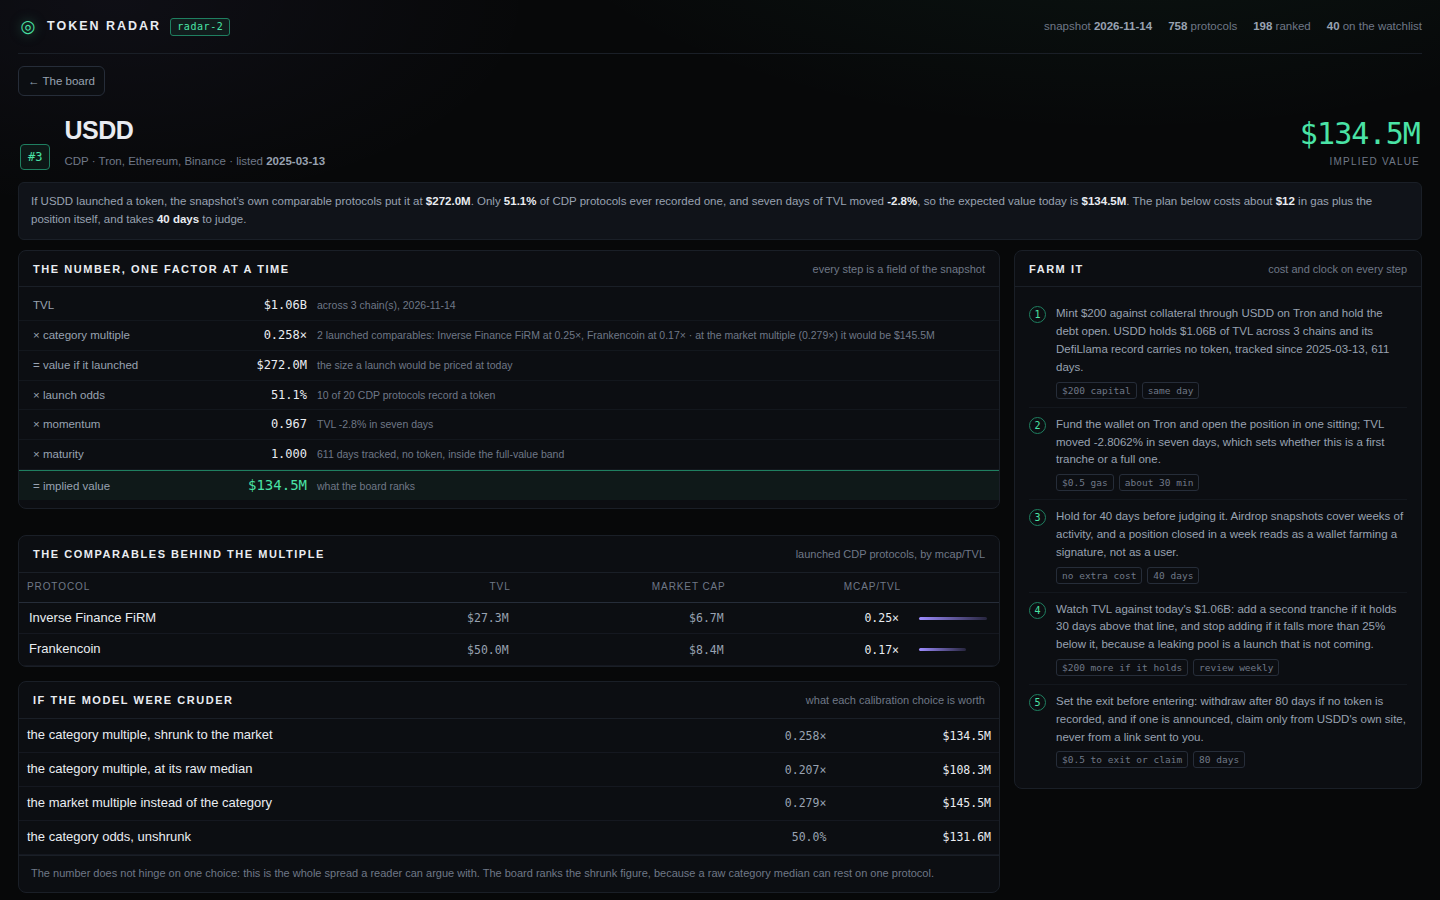 ◎ TOKEN RADAR radar-2
snapshot 2026-11-14 758 protocols 198 ranked 40 on the watchlist
← The board
#3
USDD
CDP · Tron, Ethereum, Binance · listed 2025-03-13
$134.5M
IMPLIED VALUE
If USDD launched a token, the snapshot's own comparable protocols put it at $272.0M. Only 51.1% of CDP protocols ever recorded one, and seven days of TVL moved -2.8%, so the expected value today is $134.5M. The plan below costs about $12 in gas plus the
position itself, and takes 40 days to judge.
THE NUMBER, ONE FACTOR AT A TIME
every step is a field of the snapshot
TVL $1.06B across 3 chain(s), 2026-11-14
× category multiple 0.258× 2 launched comparables: Inverse Finance FiRM at 0.25×, Frankencoin at 0.17× · at the market multiple (0.279×) it would be $145.5M
= value if it launched $272.0M the size a launch would be priced at today
× launch odds 51.1% 10 of 20 CDP protocols record a token
× momentum 0.967 TVL -2.8% in seven days
× maturity 1.000 611 days tracked, no token, inside the full-value band
= implied value $134.5M what the board ranks
THE COMPARABLES BEHIND THE MULTIPLE
launched CDP protocols, by mcap/TVL
PROTOCOL TVL MARKET CAP MCAP/TVL
Inverse Finance FiRM $27.3M $6.7M 0.25×
Frankencoin $50.0M $8.4M 0.17×
IF THE MODEL WERE CRUDER
what each calibration choice is worth
the category multiple, shrunk to the market 0.258× $134.5M
the category multiple, at its raw median 0.207× $108.3M
the market multiple instead of the category 0.279× $145.5M
the category odds, unshrunk 50.0% $131.6M
The number does not hinge on one choice: this is the whole spread a reader can argue with. The board ranks the shrunk figure, because a raw category median can rest on one protocol.
FARM IT
cost and clock on every step
1 Mint $200 against collateral through USDD on Tron and hold the
debt open. USDD holds $1.06B of TVL across 3 chains and its
DefiLlama record carries no token, tracked since 2025-03-13, 611
days.
$200 capital same day
2 Fund the wallet on Tron and open the position in one sitting; TVL
moved -2.8062% in seven days, which sets whether this is a first
tranche or a full one.
$0.5 gas about 30 min
3 Hold for 40 days before judging it. Airdrop snapshots cover weeks of
activity, and a position closed in a week reads as a wallet farming a
signature, not as a user.
no extra cost 40 days
4 Watch TVL against today's $1.06B: add a second tranche if it holds
30 days above that line, and stop adding if it falls more than 25%
below it, because a leaking pool is a launch that is not coming.
$200 more if it holds review weekly
5 Set the exit before entering: withdraw after 80 days if no token is
recorded, and if one is announced, claim only from USDD's own site,
never from a link sent to you.
$0.5 to exit or claim 80 days